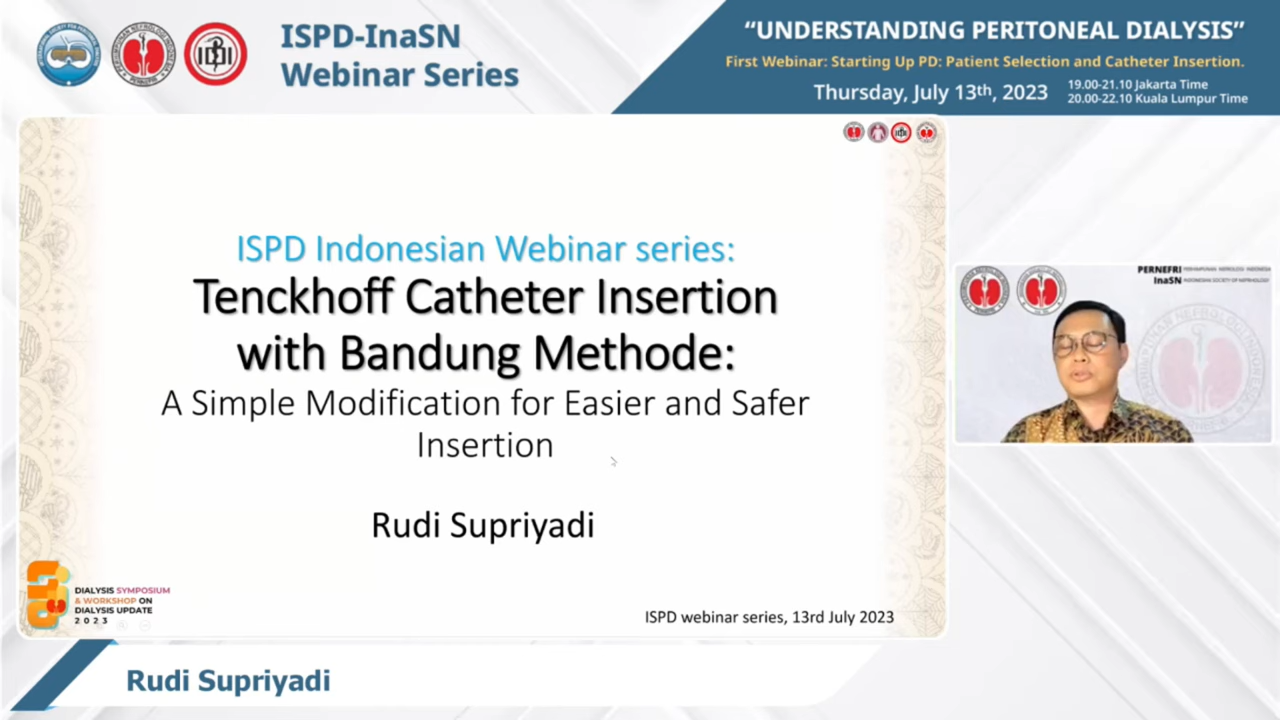 ISPD-InaSN
Webinar Series
“UNDERSTANDING PERITONEAL DIALYSIS”
First Webinar: Starting Up PD: Patient Selection and Catheter Insertion.
Thursday, July 13th, 2023
19.00-21.10 Jakarta Time
20.00-22.10 Kuala Lumpur Time
ISPD Indonesian Webinar series:
Tenckhoff Catheter Insertion
with Bandung Methode:
A Simple Modification for Easier and Safer
Insertion
Rudi Supriyadi
DIALYSIS SYMPOSIUM
& WORKSHOP ON
DIALYSIS UPDATE
2023
ISPD webinar series, 13rd July 2023
PERNEFRI
InaSN INDONESIAN SOCIETY OF NEPHROLOGY
Rudi Supriyadi